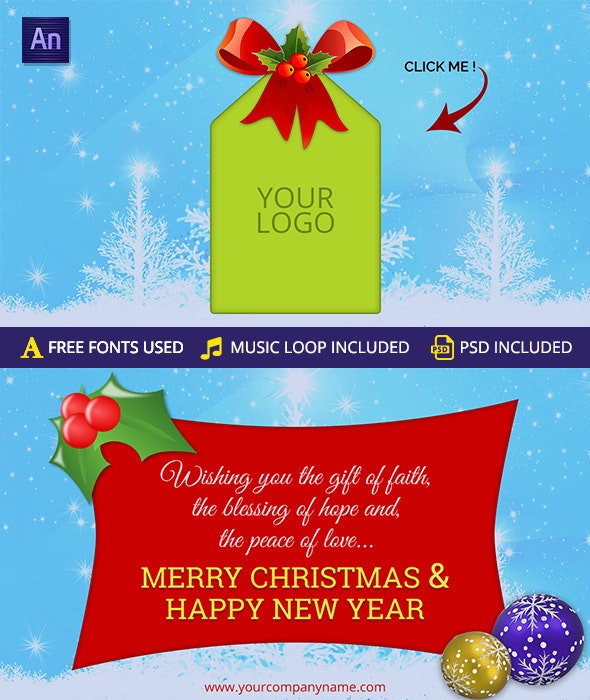 An
CLICK ME !
YOUR
LOGO
A FREE FONTS USED MUSIC LOOP INCLUDED PSD PSD INCLUDED
Wishing you the gift of faith,
the blessing of hope and,
the peace of love...
MERRY CHRISTMAS &
HAPPY NEW YEAR
www.yourcompanyname.com